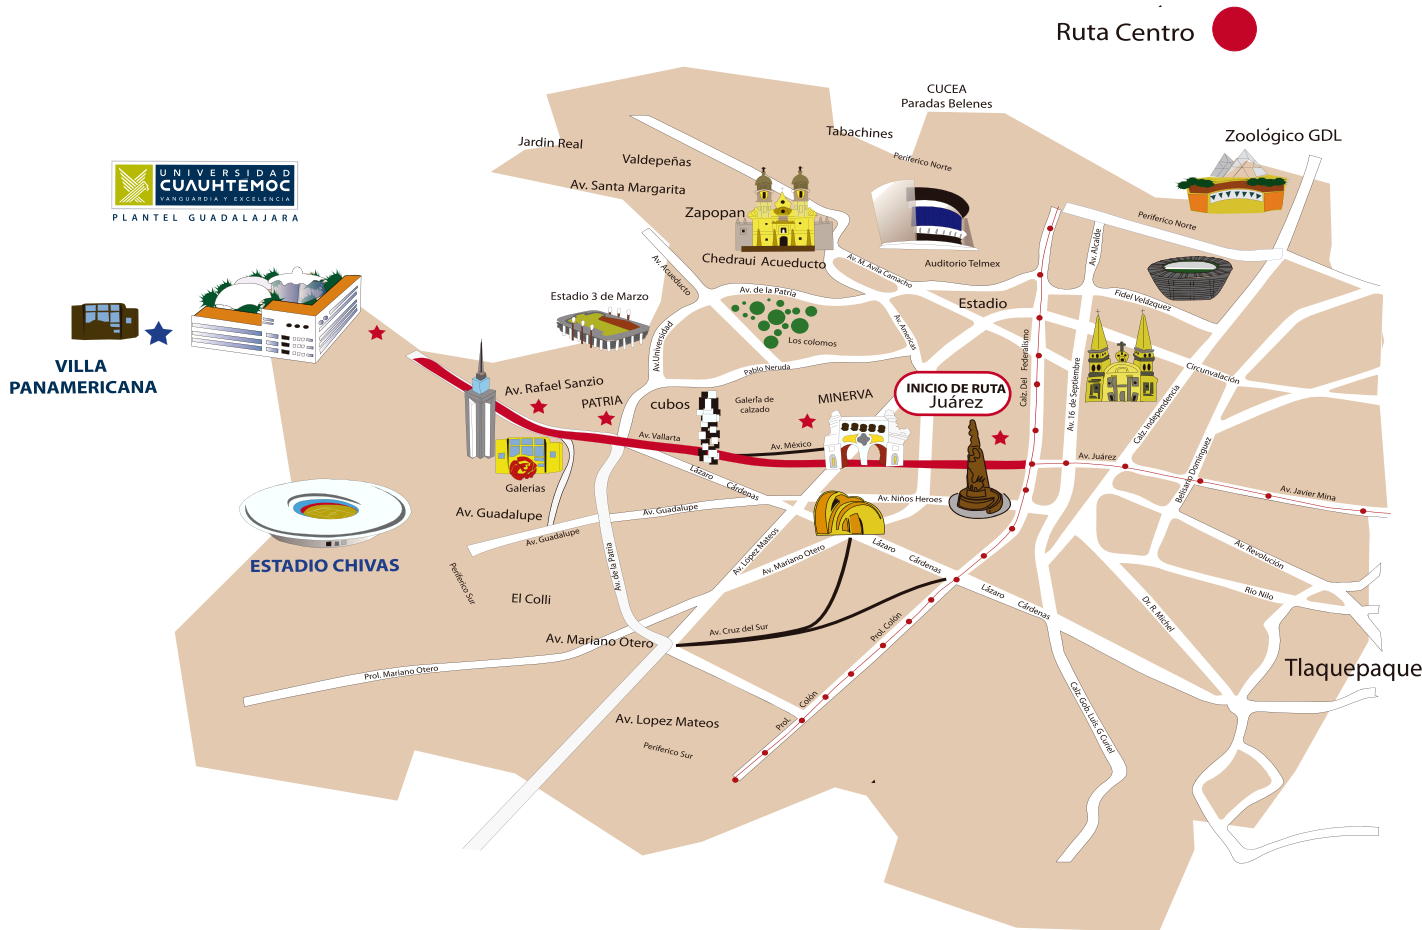 Ruta Centro
CUCEA
Paradas Belenes
Tabachines
Periferico Norte
Zoológico GDL
Jardin Real
Valdepeñas
Av. Santa Margarita
UNIVERSIDAD
CUAUHTEMOC
VANGUARDIA Y EXCELENCIA
PLANTEL GUADALAJARA
Zapopan
Periferico Norte
Av. Alcalde
Chedraui Acueducto
Auditorio Telmex
Av. M. Avila Camacho
Av. Acueducto
Av. de la Patria
Estadio 3 de Marzo
Estadio
Fidel Velázquez
Los colomos
Av.Universidad
Av. Americas
Calz. Del Federalismo
Av. 16 de Septiembre
Circunvalación
VILLA
PANAMERICANA
Pablo Neruda
Av. Rafael Sanzio
PATRIA
cubos
Galería de
calzado
MINERVA
INICIO DE RUTA
Juárez
Calz. Independencia
Av. Vallarta
Av. México
Av. Juárez
Belisario Dominguez
Av. Javier Mina
Lázaro Cárdenas
Galerias
Av. Niños Heroes
Av. Guadalupe
Av. Guadalupe
Av. Guadalupe
ESTADIO CHIVAS
Av. López Mateos
Av. Mariano Otero
Lázaro Cárdenas
Av. Revolución
Periferico Sur
Av. de la Patria
Lázaro Cárdenas
Rio Nilo
El Colli
Dr. R. Michel
Av. Cruz del Sur
Prol. Colón
Av. Mariano Otero
Prol. Mariano Otero
Tlaquepaque
Prol. Colón
Calz. Gob. Luis. G Curiel
Av. Lopez Mateos
Periferico Sur